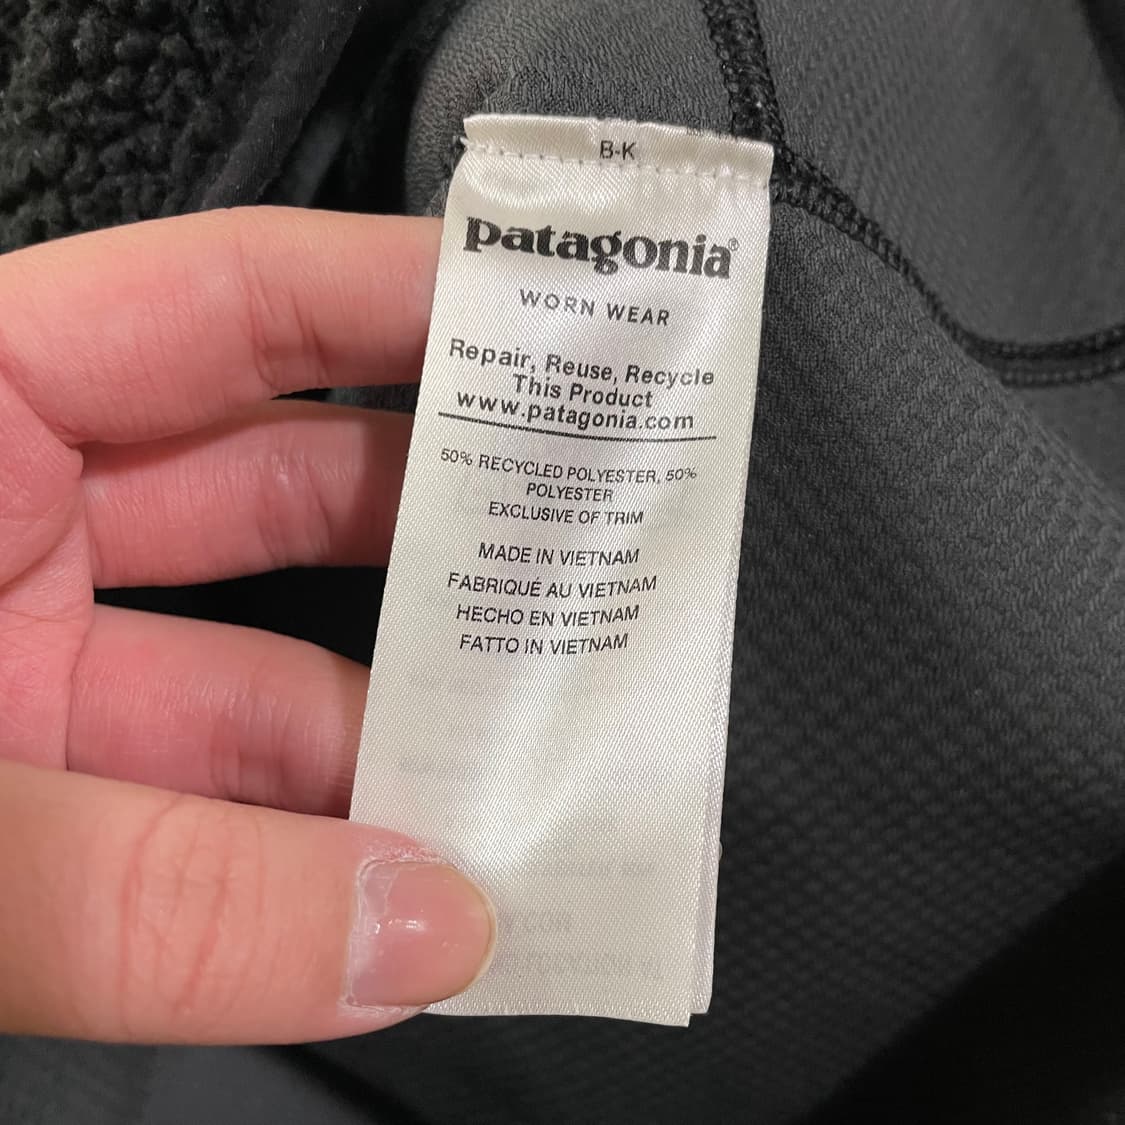 B-K
patagonia®
WORN WEAR
Repair, Reuse, Recycle
This Product
www.patagonia.com
50% RECYCLED POLYESTER, 50%
POLYESTER
EXCLUSIVE OF TRIM
MADE IN VIETNAM
FABRIQUÉ AU VIETNAM
HECHO EN VIETNAM
FATTO IN VIETNAM